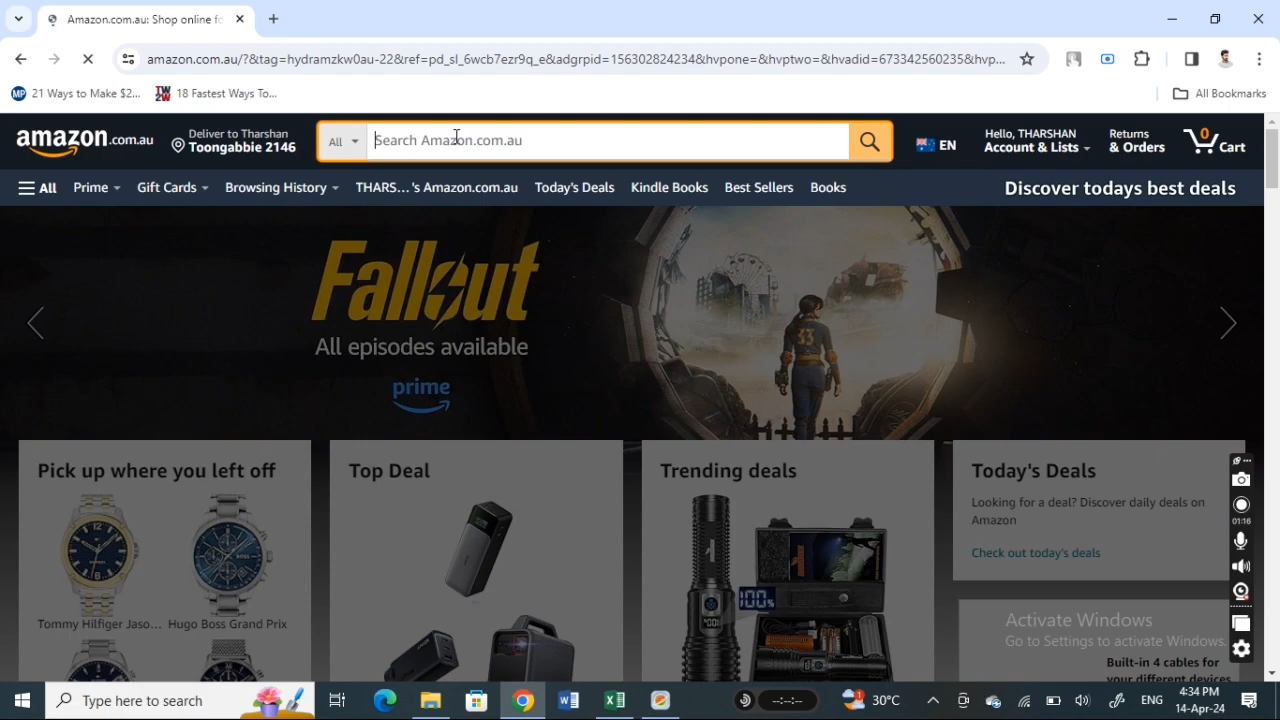 Amazon.com.au: Shop online fo
amazon.com.au/?&tag=hydramzkw0au-22&ref=pd_sl_6wcb7ezr9q_e&adgrpid=156302824234&hvpone=&hvptwo=&hvadid=673342560235&hvp...
21 Ways to Make $2...
18 Fastest Ways To...
All Bookmarks
amazon.com.au
Deliver to Tharshan
Toongabbie 2146
All
Search Amazon.com.au
EN
Hello, THARSHAN
Account & Lists
Returns
& Orders
0
Cart
All
Prime
Gift Cards
Browsing History
THARS...'s Amazon.com.au
Today's Deals
Kindle Books
Best Sellers
Books
Discover todays best deals
Fallout
All episodes available
prime
33
Pick up where you left off
Tommy Hilfiger Jaso...
Hugo Boss Grand Prix
Top Deal
Trending deals
100%
Today's Deals
Looking for a deal? Discover daily deals on
Amazon
Check out today's deals
01:16
Activate Windows
Go to Settings to activate Windows.
Built-in 4 cables for
your different devices
Type here to search
--:--:--
30°C
ENG
4:34 PM
14-Apr-24